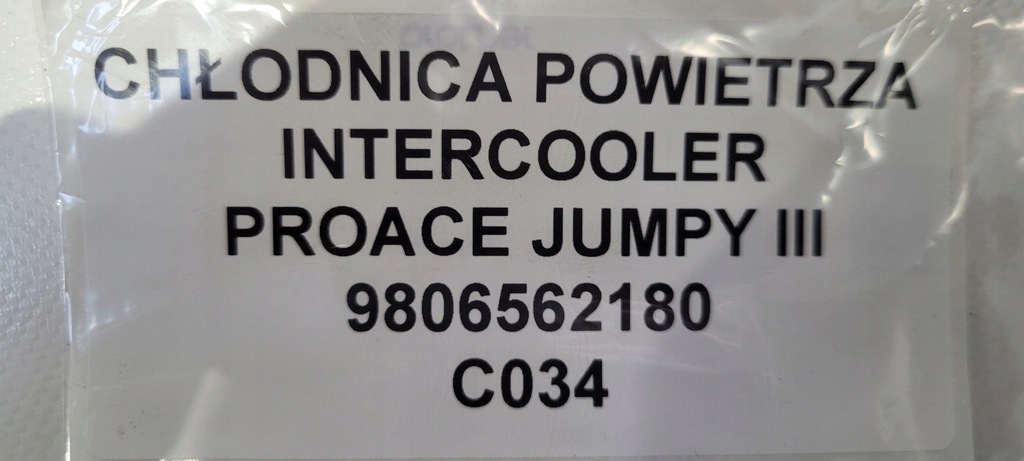 CHŁODNICA POWIETRZA
INTERCOOLER
PROACE JUMPY III
9806562180
C034